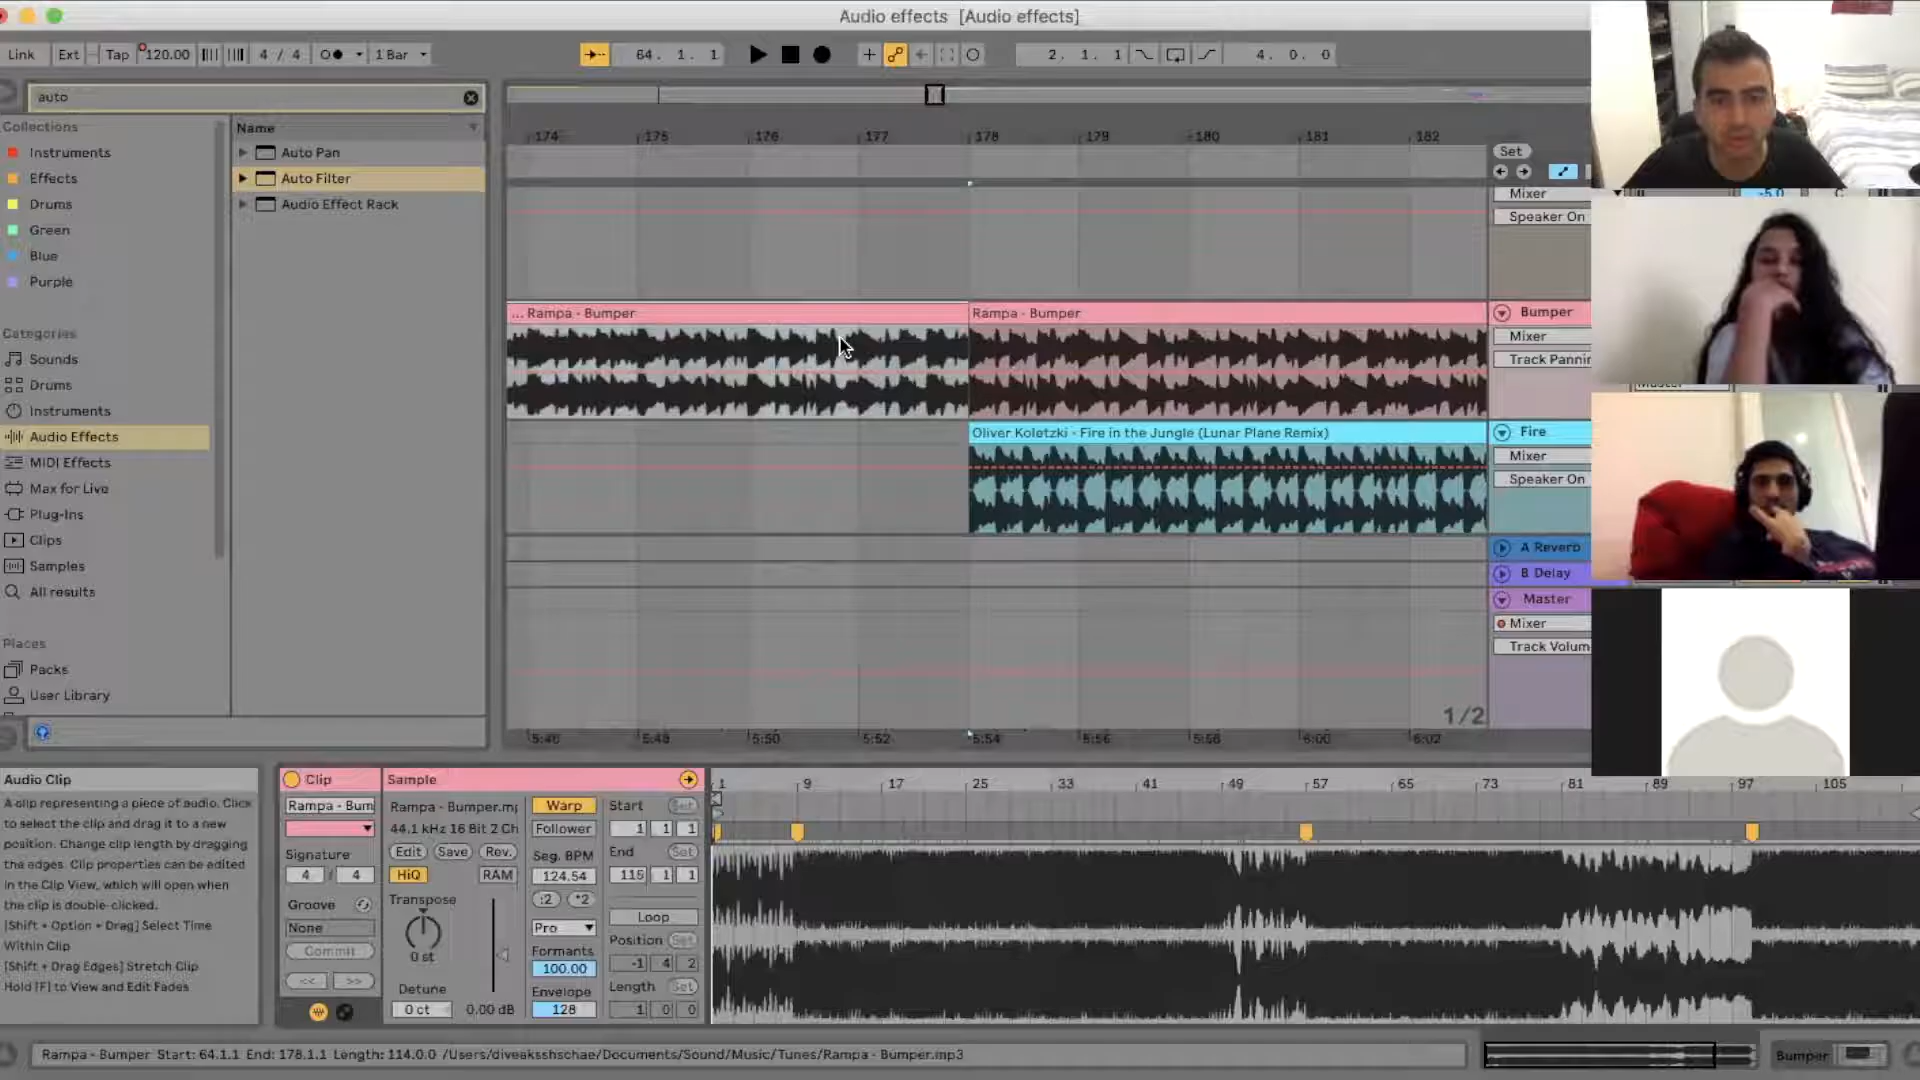 Audio effects [Audio effects]
Link Ext Tap 120.00 4 / 4 1 Bar 64. 1. 1 2. 1. 1 4. 0. 0
auto
Collections
Instruments
Effects
Drums
Green
Blue
Purple
Categories
Sounds
Drums
Instruments
Audio Effects
MIDI Effects
Max for Live
Plug-Ins
Clips
Samples
All results
Places
Packs
User Library
Name
Auto Pan
Auto Filter
Audio Effect Rack
174 175 176 177 178 179 180 181 182
Set
Mixer
-5.0 C
Speaker On
... Rampa - Bumper
Rampa - Bumper
Bumper
Mixer
Track Pannin
Oliver Koletzki - Fire in the Jungle (Lunar Plane Remix)
Fire
Mixer
Speaker On
A Reverb
B Delay
Master
Mixer
Track Volum
1/2
5:48 5:50 5:52 5:54 5:56 5:58 6:00 6:02
Audio Clip
A clip representing a piece of audio. Click
to select the clip and drag it to a new
position. Change clip length by dragging
the edges. Clip properties can be edited
in the Clip View, which will open when
the clip is double-clicked.
[Shift + Option + Drag] Select Time
Within Clip
[Shift + Drag Edges] Stretch Clip
Hold [F] to View and Edit Fades
Clip
Rampa - Bum
Signature
4 / 4
Groove
None
Commit
<< >>
Sample
Rampa - Bumper.mp
44.1 kHz 16 Bit 2 Ch
Edit Save Rev.
HiQ RAM
Transpose
0 st
Detune
0 ct 0.00 dB
Warp
Follower
Seg. BPM
124.54
:2 *2
Pro
Formants
100.00
Envelope
128
Start Set
1 1 1
End Set
115 1 1
Loop
Position Set
-1 4 2
Length Set
1 0 0
1 9 17 25 33 41 49 57 65 73 81 89 97 105
Rampa - Bumper Start: 64.1.1 End: 178.1.1 Length: 114.0.0 /Users/diveaksshschae/Documents/Sound/Music/Tunes/Rampa - Bumper.mp3
Bumper